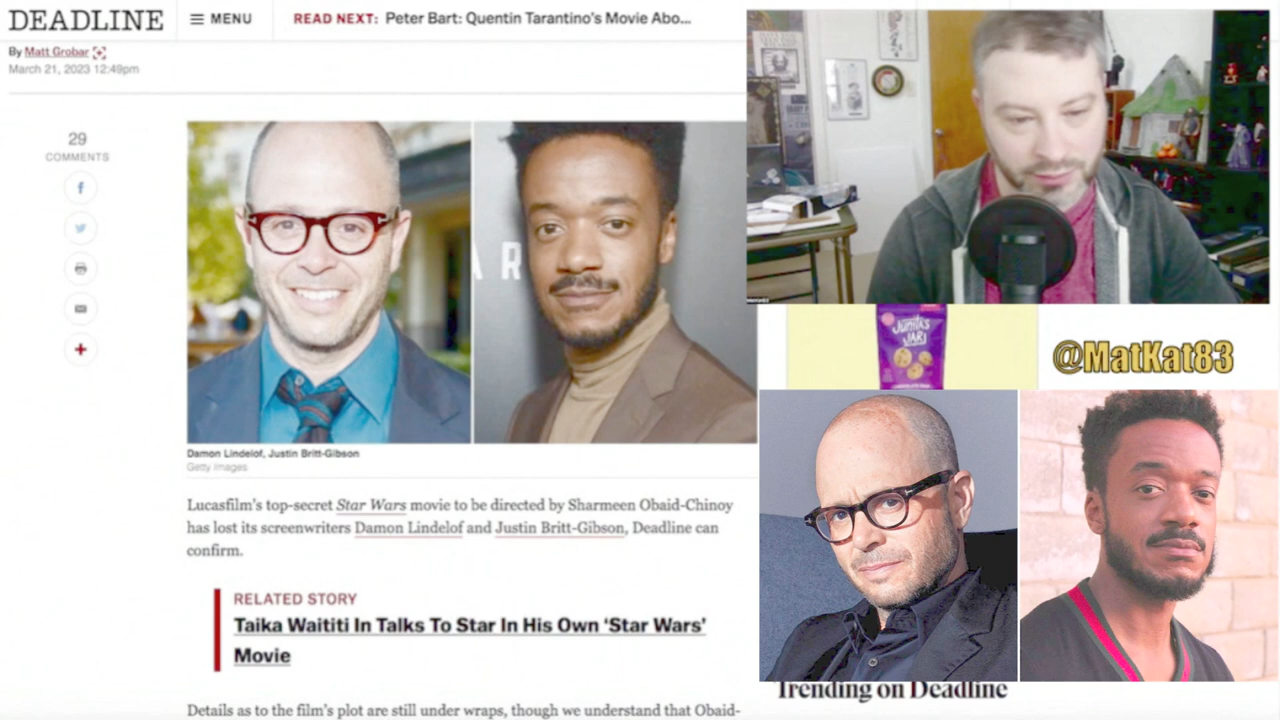 DEADLINE
MENU
READ NEXT: Peter Bart: Quentin Tarantino's Movie Abo...
By Matt Grobar
March 21, 2023 12:49pm
29
COMMENTS
AR
Damon Lindelof, Justin Britt-Gibson
Getty Images
Lucasfilm's top-secret Star Wars movie to be directed by Sharmeen Obaid-Chinoy
has lost its screenwriters Damon Lindelof and Justin Britt-Gibson, Deadline can
confirm.
RELATED STORY
Taika Waititi In Talks To Star In His Own 'Star Wars'
Movie
Details as to the film's plot are still under wraps, though we understand that Obaid-
JUNITA'S
JAR
@MatKat83
Trending on Deadline